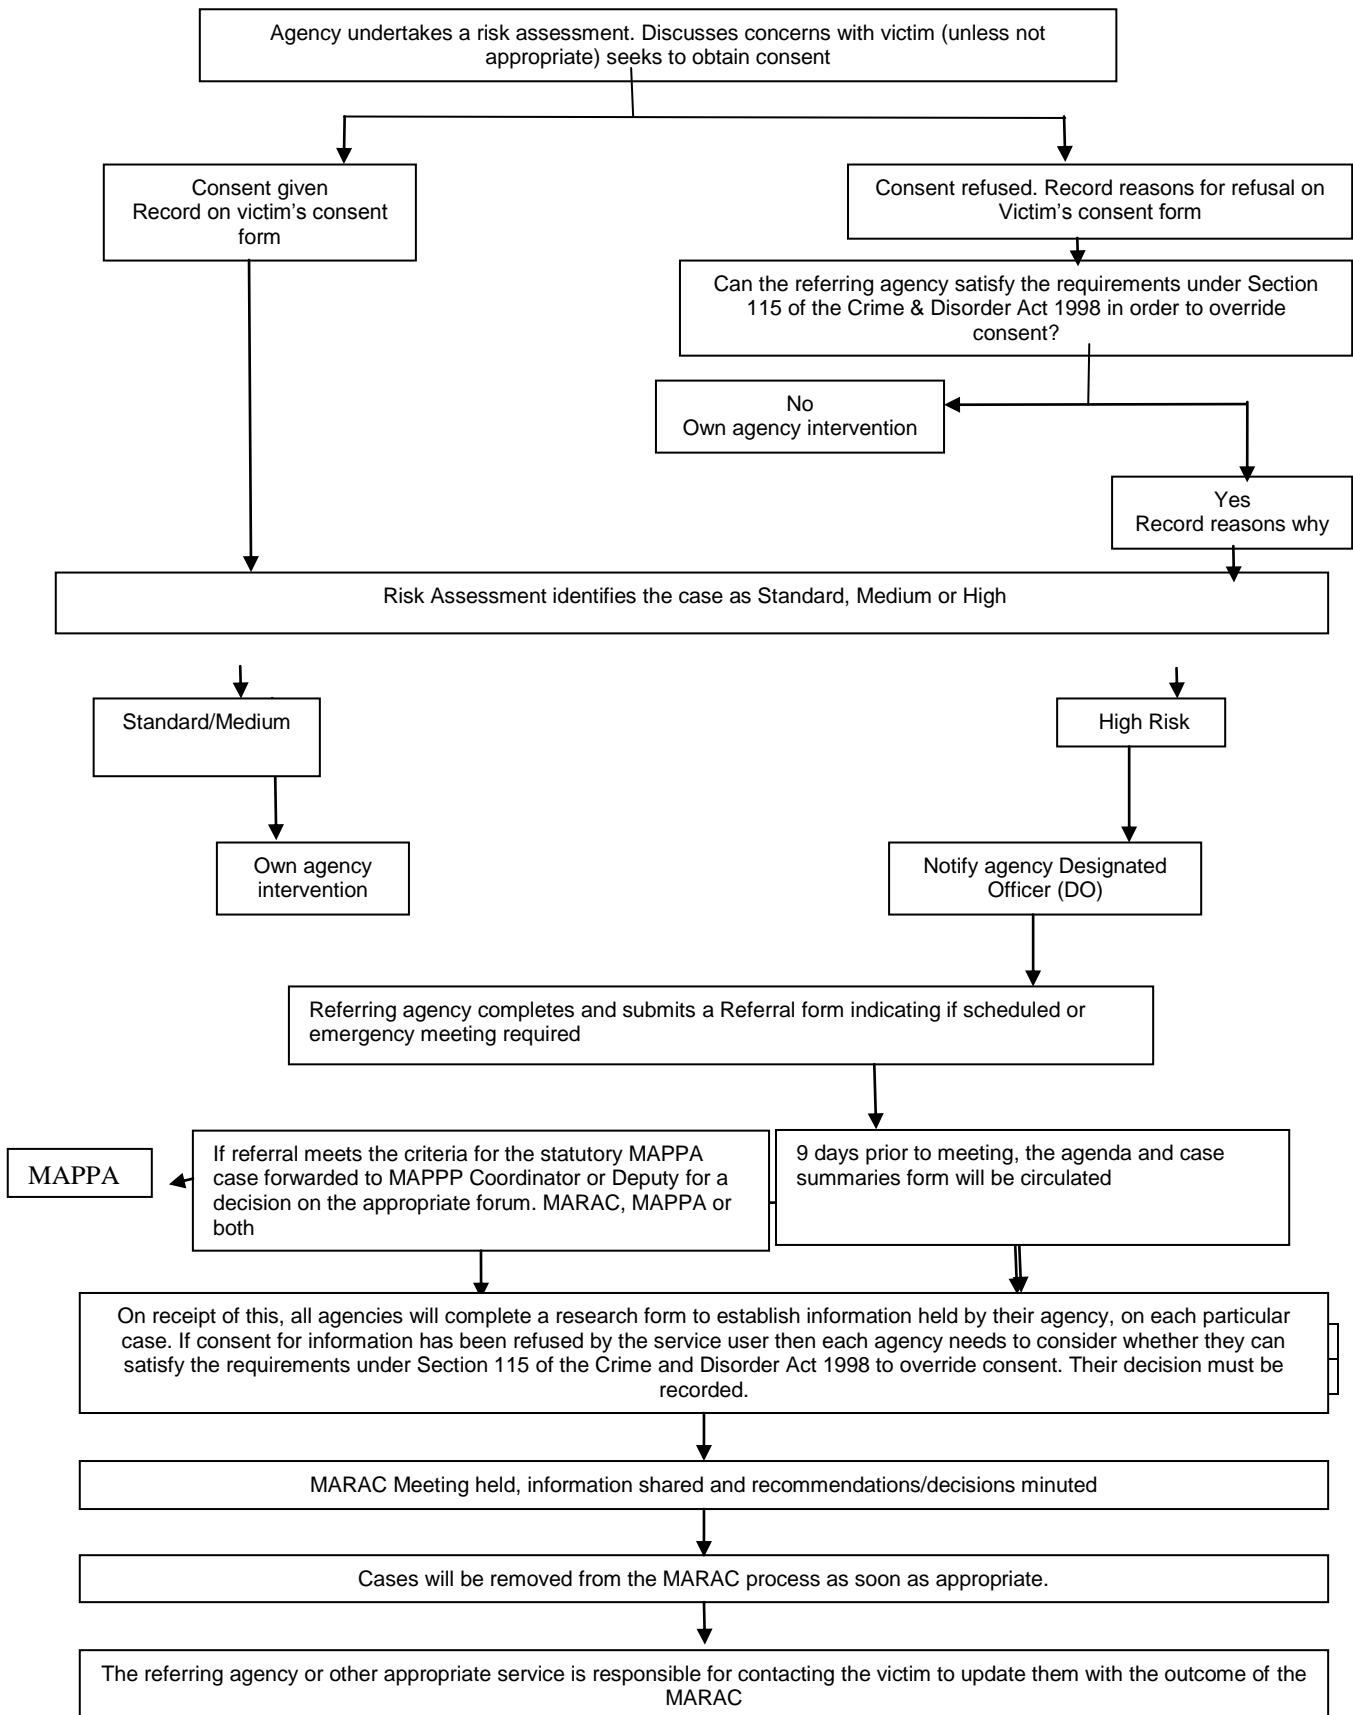 Agency undertakes a risk assessment. Discusses concerns with victim (unless not
appropriate) seeks to obtain consent
Consent given
Record on victim's consent
form
Consent refused. Record reasons for refusal on
Victim's consent form
Can the referring agency satisfy the requirements under Section
115 of the Crime & Disorder Act 1998 in order to override
consent?
No
Own agency intervention
Yes
Record reasons why
Risk Assessment identifies the case as Standard, Medium or High
Standard/Medium
High Risk
Own agency
intervention
Notify agency Designated
Officer (DO)
Referring agency completes and submits a Referral form indicating if scheduled or
emergency meeting required
MAPPA
If referral meets the criteria for the statutory MAPPA
case forwarded to MAPPP Coordinator or Deputy for a
decision on the appropriate forum. MARAC, MAPPA or
both
9 days prior to meeting, the agenda and case
summaries form will be circulated
On receipt of this, all agencies will complete a research form to establish information held by their agency, on each particular
case. If consent for information has been refused by the service user then each agency needs to consider whether they can
satisfy the requirements under Section 115 of the Crime and Disorder Act 1998 to override consent. Their decision must be
recorded.
MARAC Meeting held, information shared and recommendations/decisions minuted
Cases will be removed from the MARAC process as soon as appropriate.
The referring agency or other appropriate service is responsible for contacting the victim to update them with the outcome of the
MARAC